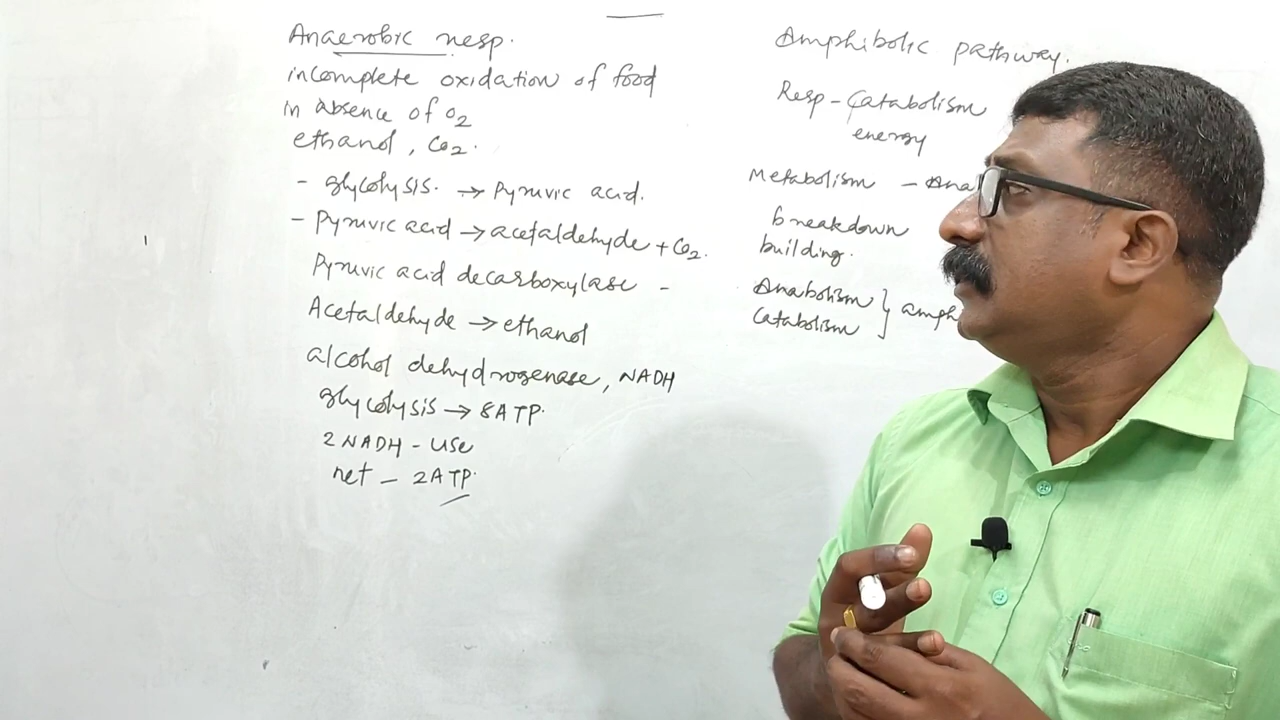 Anaerobic resp.
incomplete oxidation of food
in absence of O2
ethanol, CO2.
- glycolysis. → Pyruvic acid.
- Pyruvic acid → acetaldehyde + CO2.
Pyruvic acid decarboxylase -
Acetaldehyde → ethanol
alcohol dehydrogenase, NADH
glycolysis → 8ATP.
2 NADH - use
net - 2ATP.
Amphibolic pathway.
Resp - Catabolism
energy
Metabolism - Ana
breakdown
building.
Anabolism
Catabolism } amph